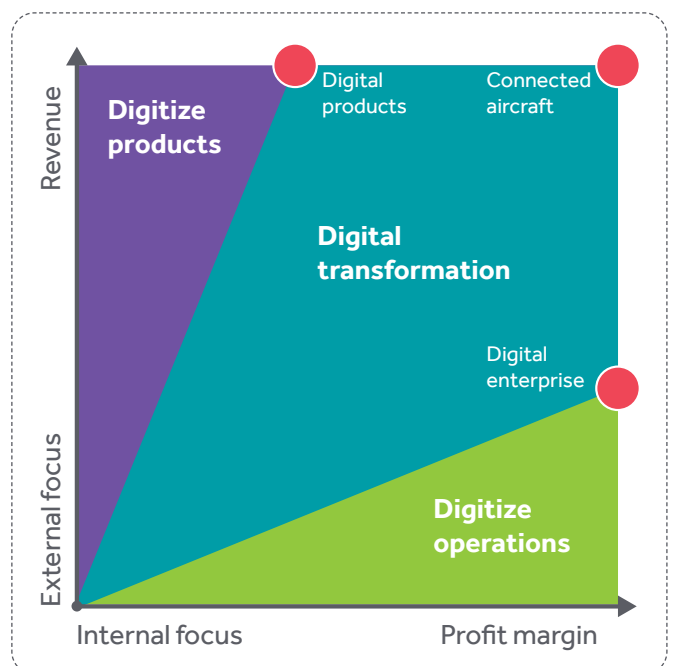 Revenue
External focus
Digitize
products
Digital
products
Connected
aircraft
Digital
transformation
Digital
enterprise
Digitize
operations
Internal focus
Profit margin